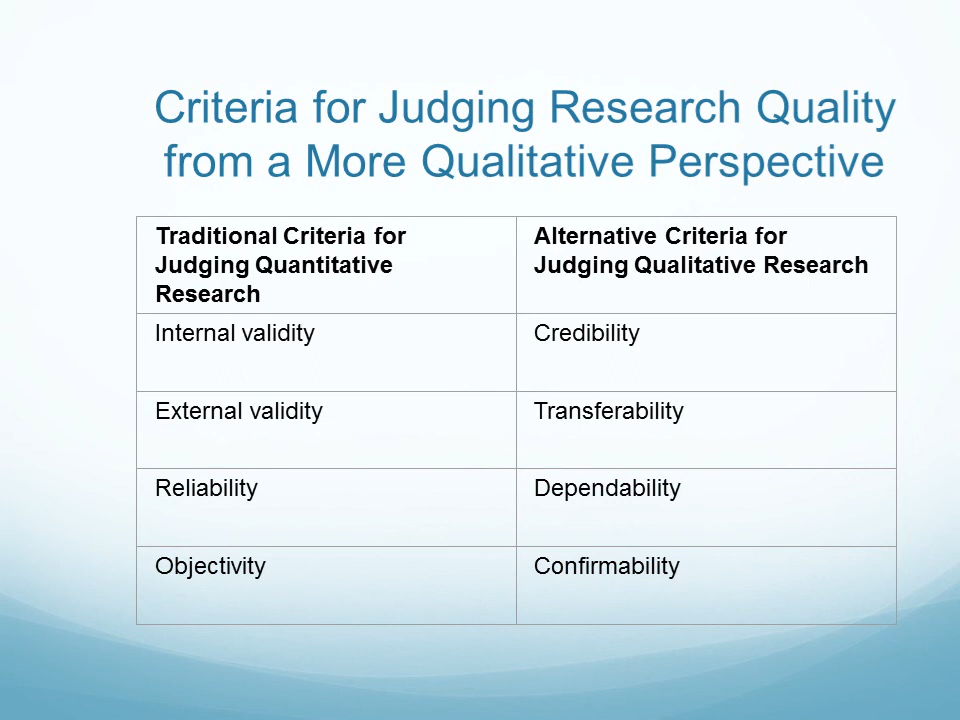 Criteria for Judging Research Quality
from a More Qualitative Perspective
Traditional Criteria for
Judging Quantitative
Research
Alternative Criteria for
Judging Qualitative Research
Internal validity
Credibility
External validity
Transferability
Reliability
Dependability
Objectivity
Confirmability